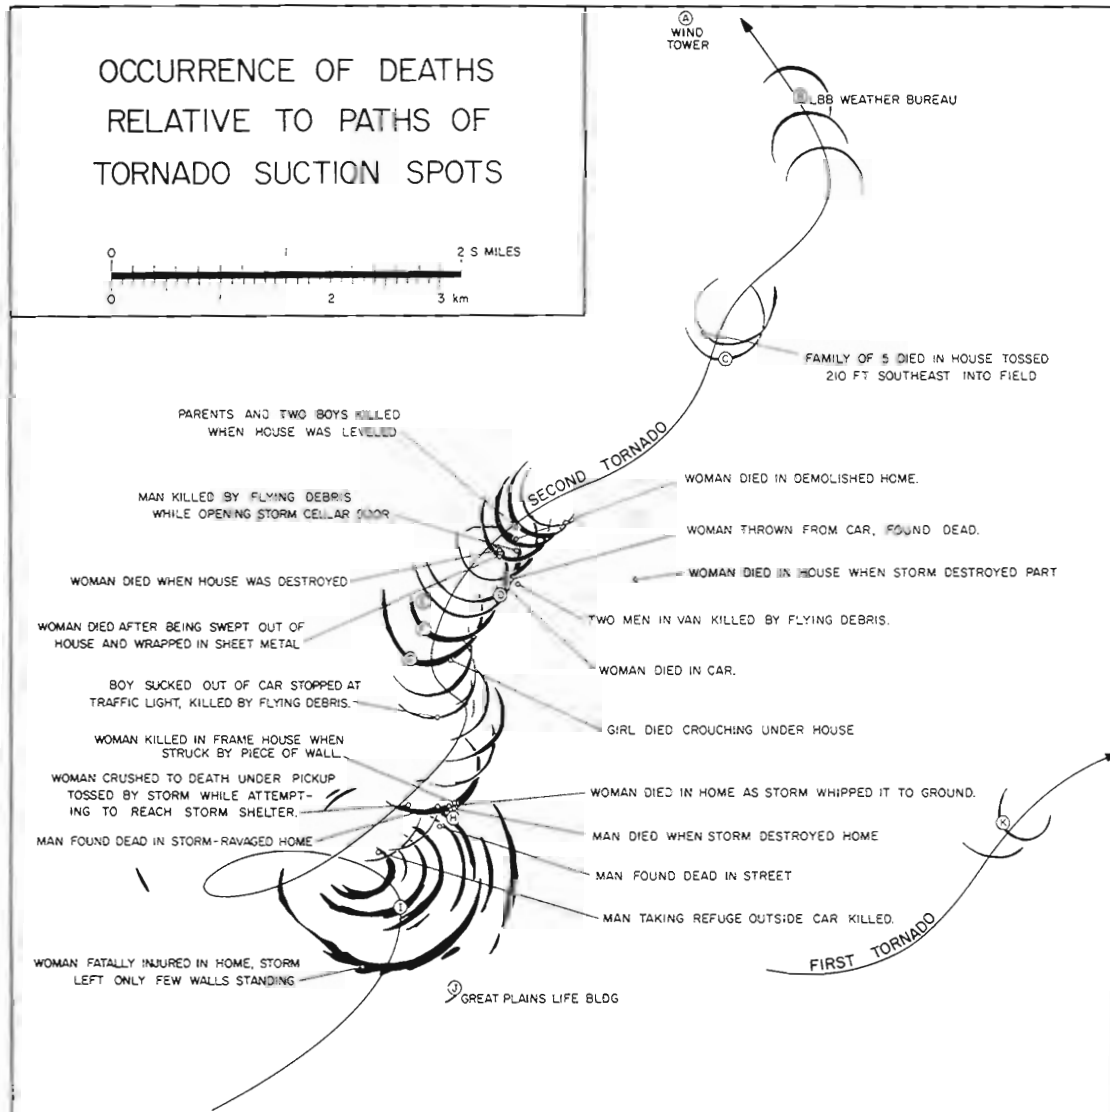 OCCURRENCE OF DEATHS
RELATIVE TO PATHS OF
TORNADO SUCTION SPOTS
0 1 2 S MILES
0 1 2 3 km
A
WIND
TOWER
LBB WEATHER BUREAU
C
FAMILY OF 5 DIED IN HOUSE TOSSED
210 FT SOUTHEAST INTO FIELD
PARENTS AND TWO BOYS KILLED
WHEN HOUSE WAS LEVELED
SECOND TORNADO
WOMAN DIED IN DEMOLISHED HOME.
MAN KILLED BY FLYING DEBRIS
WHILE OPENING STORM CELLAR DOOR
WOMAN THROWN FROM CAR, FOUND DEAD.
WOMAN DIED WHEN HOUSE WAS DESTROYED
WOMAN DIED IN HOUSE WHEN STORM DESTROYED PART
WOMAN DIED AFTER BEING SWEPT OUT OF
HOUSE AND WRAPPED IN SHEET METAL
TWO MEN IN VAN KILLED BY FLYING DEBRIS.
WOMAN DIED IN CAR.
BOY SUCKED OUT OF CAR STOPPED AT
TRAFFIC LIGHT, KILLED BY FLYING DEBRIS.
GIRL DIED CROUCHING UNDER HOUSE
WOMAN KILLED IN FRAME HOUSE WHEN
STRUCK BY PIECE OF WALL
WOMAN CRUSHED TO DEATH UNDER PICKUP
TOSSED BY STORM WHILE ATTEMPT-
ING TO REACH STORM SHELTER.
WOMAN DIED IN HOME AS STORM WHIPPED IT TO GROUND.
H
K
MAN FOUND DEAD IN STORM-RAVAGED HOME
MAN DIED WHEN STORM DESTROYED HOME
MAN FOUND DEAD IN STREET
I
MAN TAKING REFUGE OUTSIDE CAR KILLED.
FIRST TORNADO
WOMAN FATALLY INJURED IN HOME, STORM
LEFT ONLY FEW WALLS STANDING
J
GREAT PLAINS LIFE BLDG